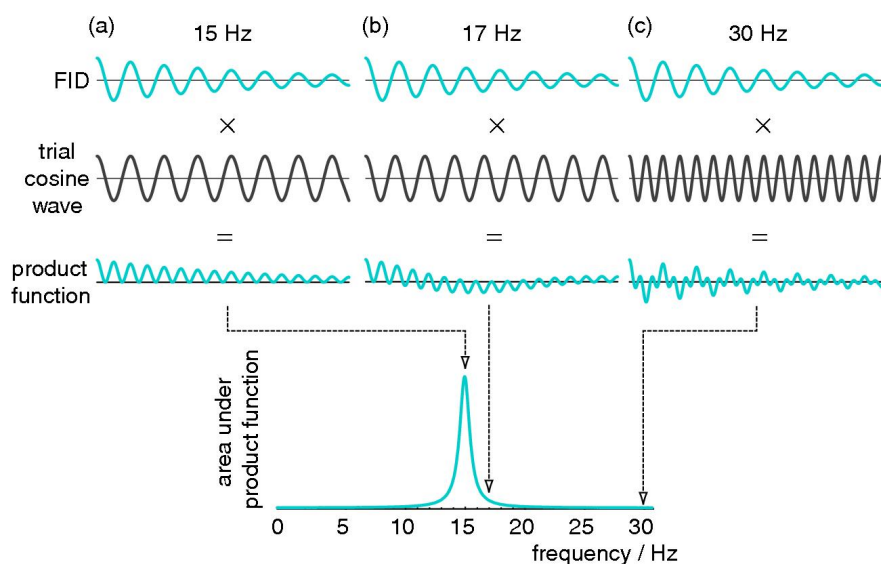 (a) 15 Hz (b) 17 Hz (c) 30 Hz
FID
× × ×
trial
cosine
wave
= = =
product
function
area under
product function
0 5 10 15 20 25 30
frequency / Hz